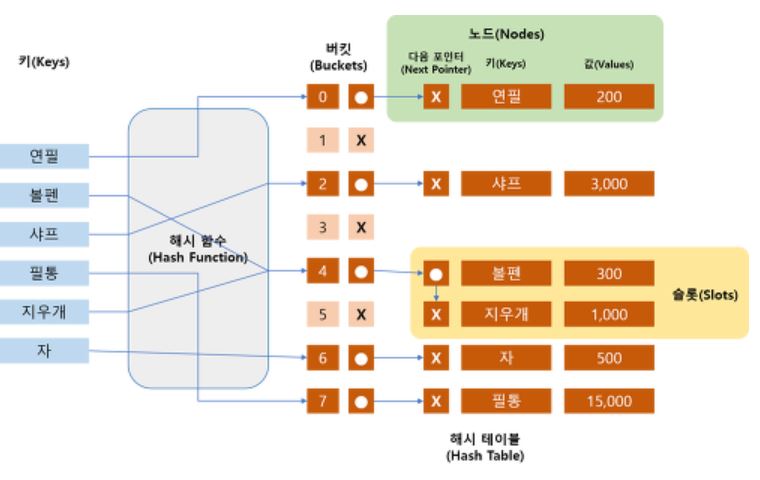 키(Keys)
버킷
(Buckets)
노드(Nodes)
다음 포인터
(Next Pointer)
키(Keys)
값(Values)
0
X
연필
200
연필
1
X
볼펜
2
X
샤프
3,000
샤프
3
X
해시 함수
(Hash Function)
필통
4
볼펜
300
슬롯(Slots)
지우개
5
X
X
지우개
1,000
자
6
X
자
500
7
X
필통
15,000
해시 테이블
(Hash Table)